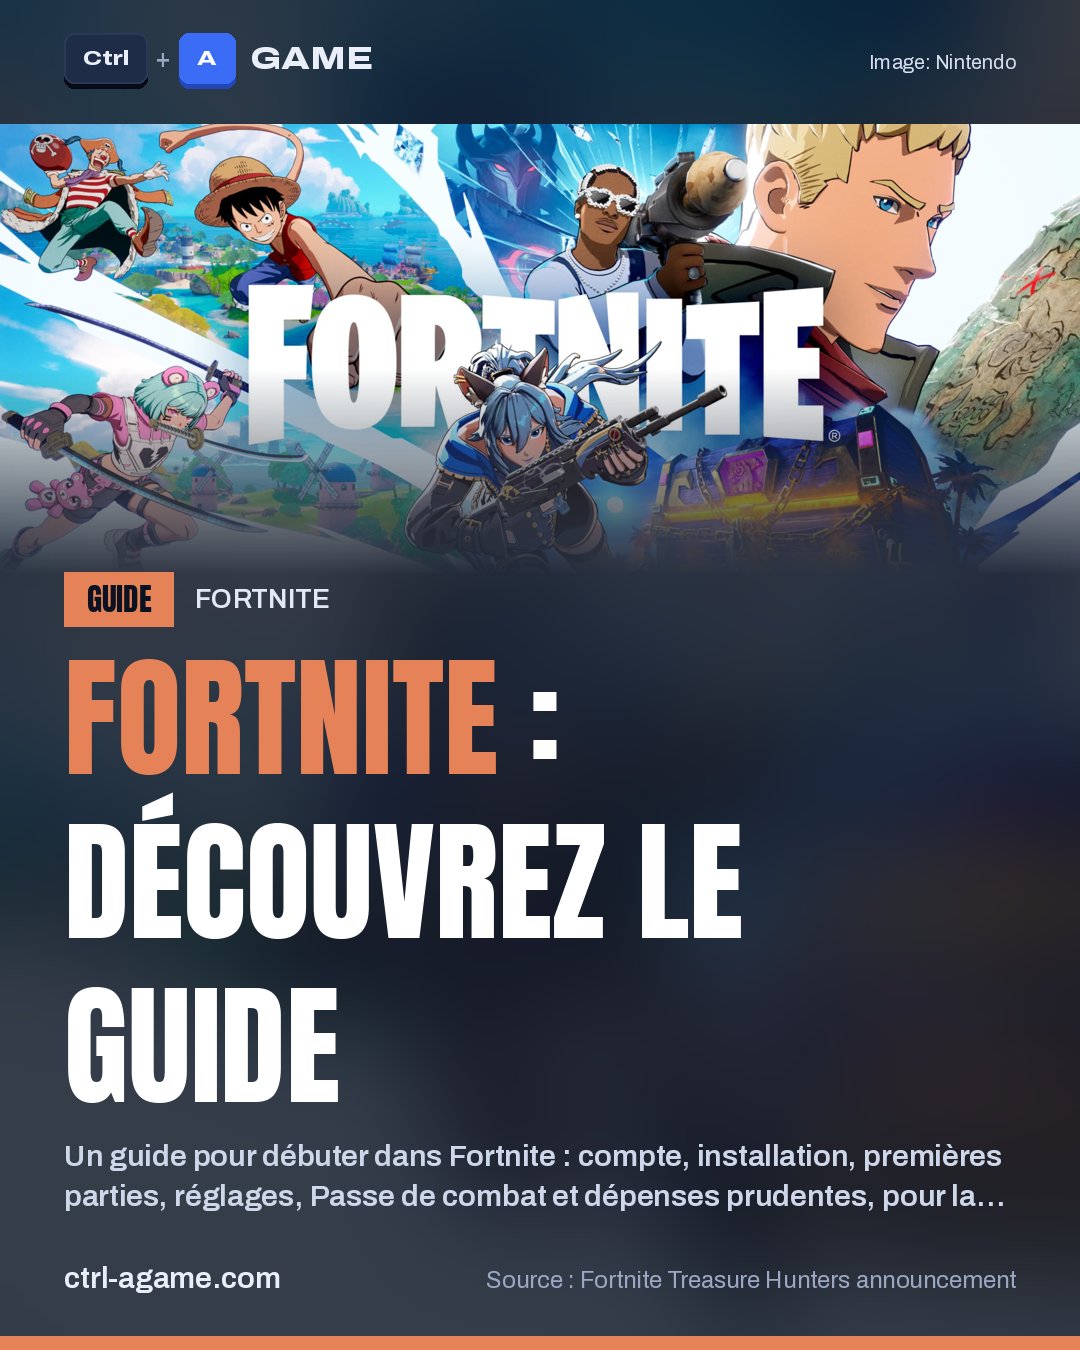 Ctrl + A GAME
Image: Nintendo
FORTNITE
®
GUIDE FORTNITE
FORTNITE :
DÉCOUVREZ LE
GUIDE
Un guide pour débuter dans Fortnite : compte, installation, premières
parties, réglages, Passe de combat et dépenses prudentes, pour la…
ctrl-agame.com
Source : Fortnite Treasure Hunters announcement